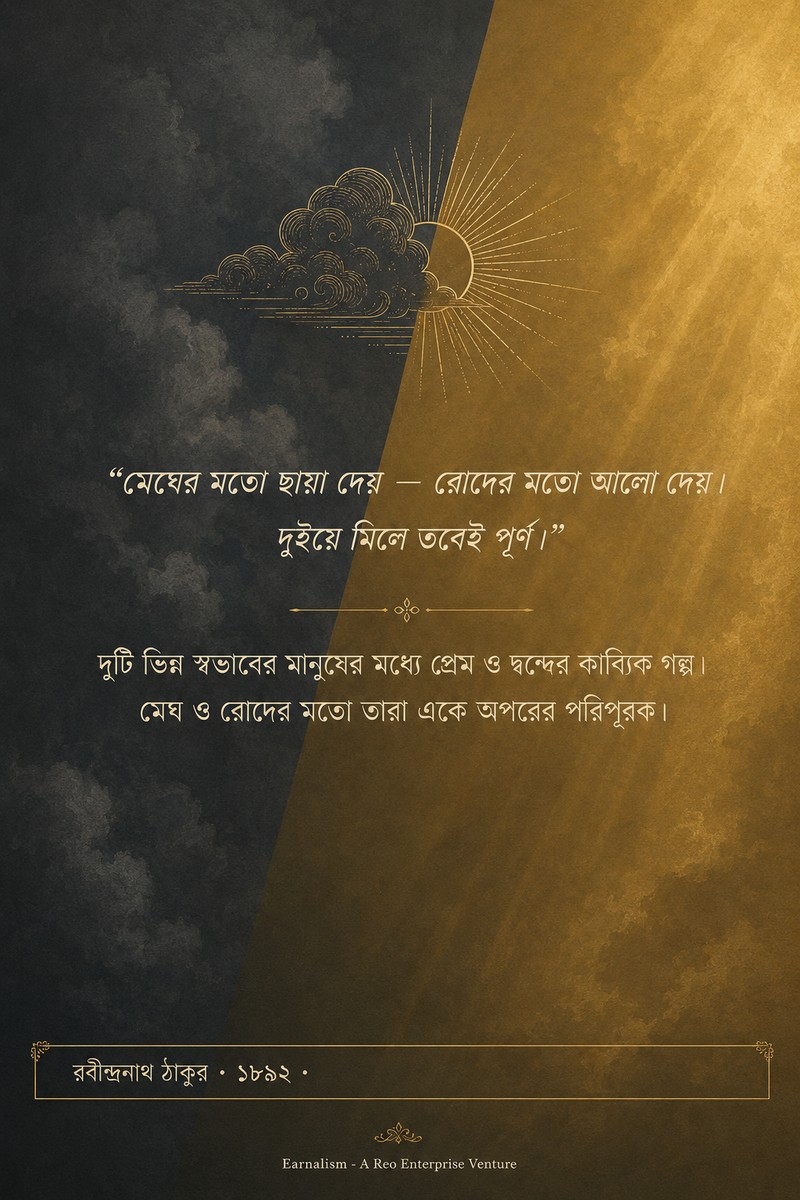 “মেঘের মতো ছায়া দেয় — রোদের মতো আলো দেয়।
দুইয়ে মিলে তবেই পূর্ণ।”
দুটি ভিন্ন স্বভাবের মানুষের মধ্যে প্রেম ও দ্বন্দের কাব্যিক গল্প।
মেঘ ও রোদের মতো তারা একে অপরের পরিপূরক।
রবীন্দ্রনাথ ঠাকুর • ১৮৯২ •
Earnalism - A Reo Enterprise Venture